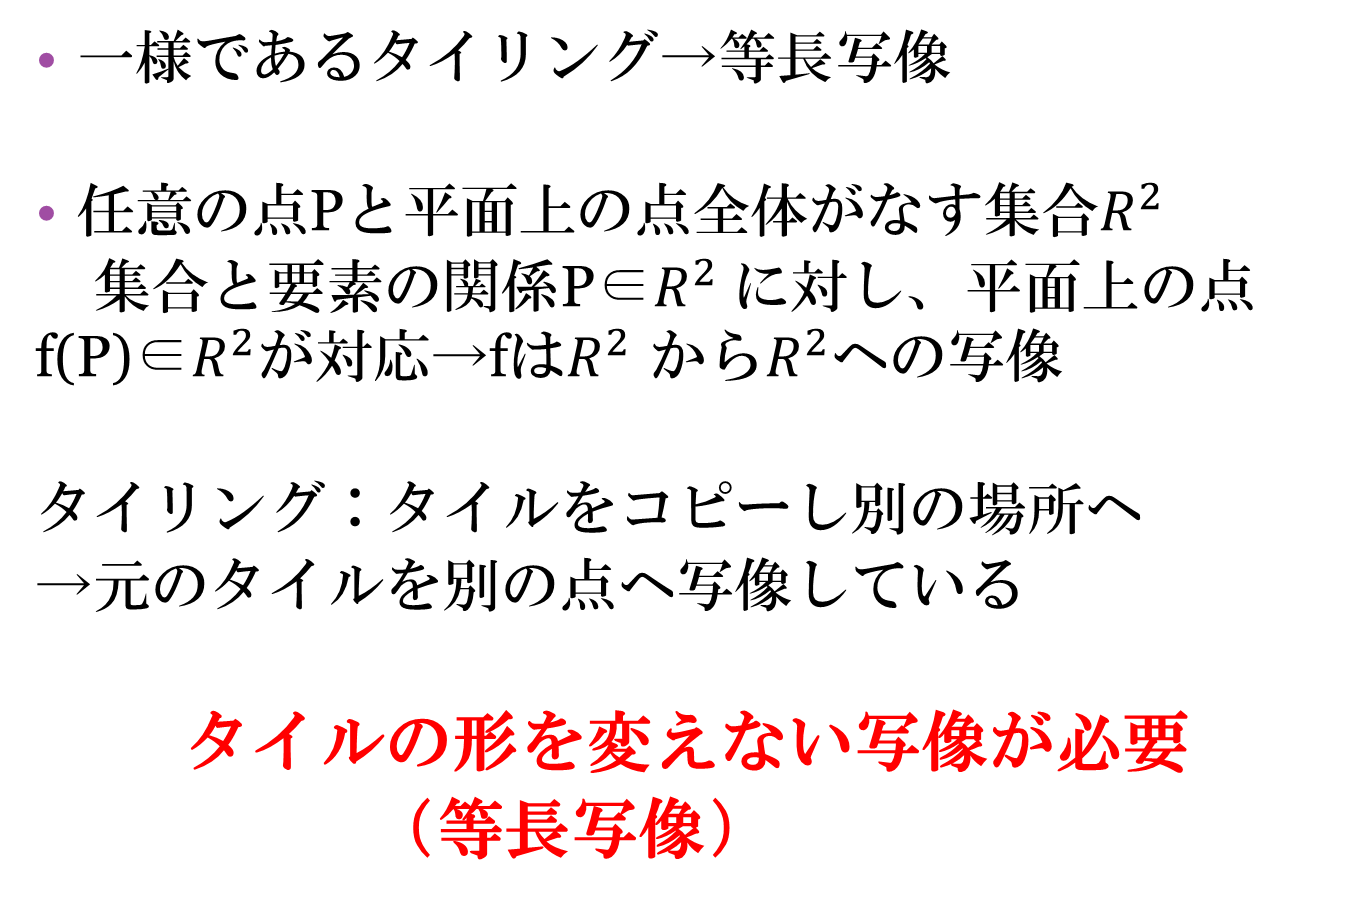 • 一様であるタイリング→等長写像
• 任意の点Pと平面上の点全体がなす集合R²
集合と要素の関係P∈R² に対し、平面上の点
f(P)∈R²が対応→fはR² からR²への写像
タイリング：タイルをコピーし別の場所へ
→元のタイルを別の点へ写像している
タイルの形を変えない写像が必要
（等長写像）